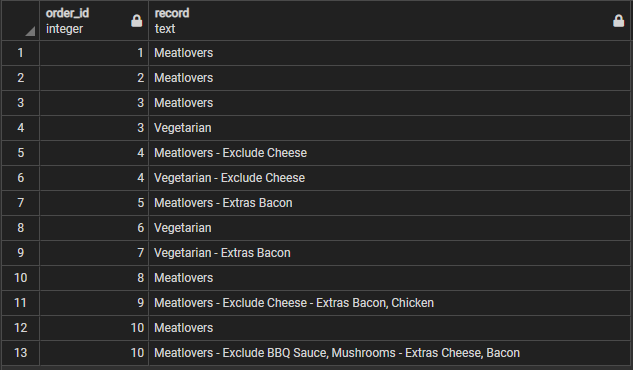 order_id record
integer text
1 1 Meatlovers
2 2 Meatlovers
3 3 Meatlovers
4 3 Vegetarian
5 4 Meatlovers - Exclude Cheese
6 4 Vegetarian - Exclude Cheese
7 5 Meatlovers - Extras Bacon
8 6 Vegetarian
9 7 Vegetarian - Extras Bacon
10 8 Meatlovers
11 9 Meatlovers - Exclude Cheese - Extras Bacon, Chicken
12 10 Meatlovers
13 10 Meatlovers - Exclude BBQ Sauce, Mushrooms - Extras Cheese, Bacon